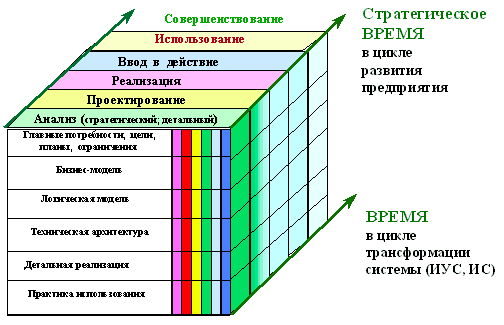 Совершенствование
Использование
Ввод в действие
Реализация
Проектирование
Анализ (стратегический; детальный)
Главные потребности, цели,
планы, ограничения
Бизнес-модель
Логическая модель
Техническая архитектура
Детальная реализация
Практика использования
Стратегическое
ВРЕМЯ
в цикле
развития
предприятия
ВРЕМЯ
в цикле
трансформации
системы (ИУС, ИС)